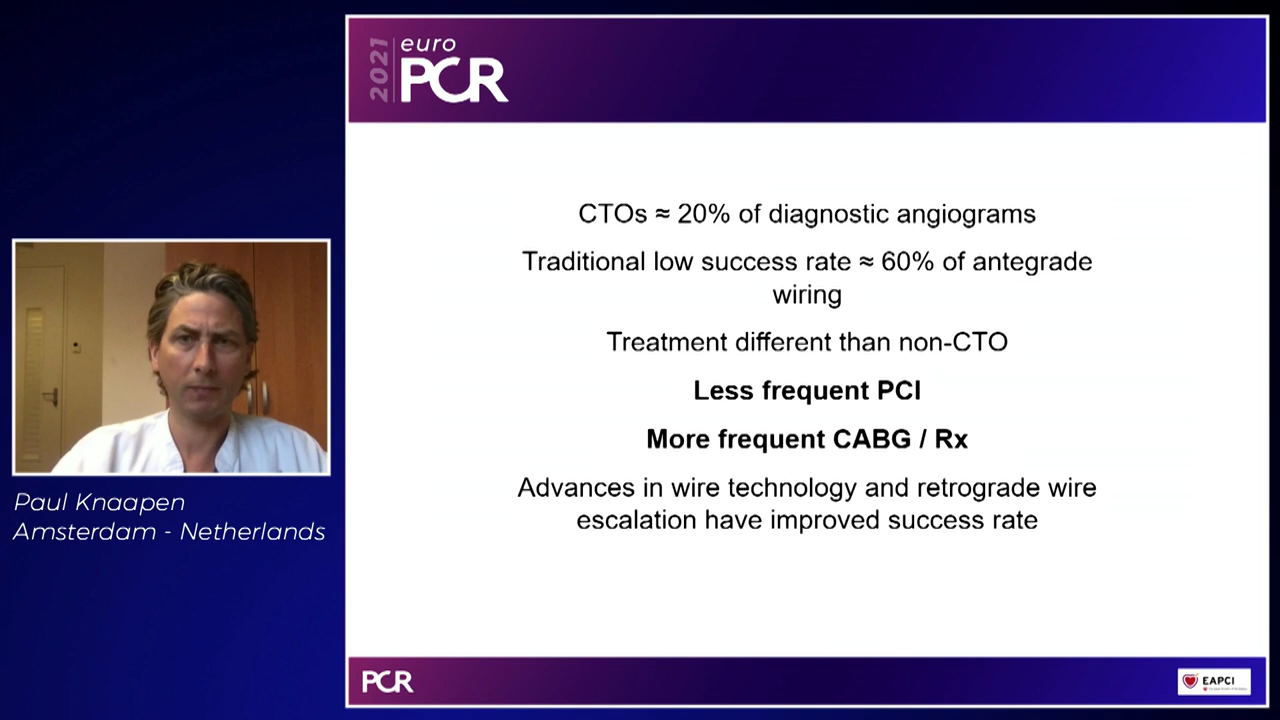 2021
euro
PCR
CTOs ≈ 20% of diagnostic angiograms
Traditional low success rate ≈ 60% of antegrade
wiring
Treatment different than non-CTO
Less frequent PCI
More frequent CABG / Rx
Advances in wire technology and retrograde wire
escalation have improved success rate
Paul Knaapen
Amsterdam - Netherlands
PCR
EAPCI